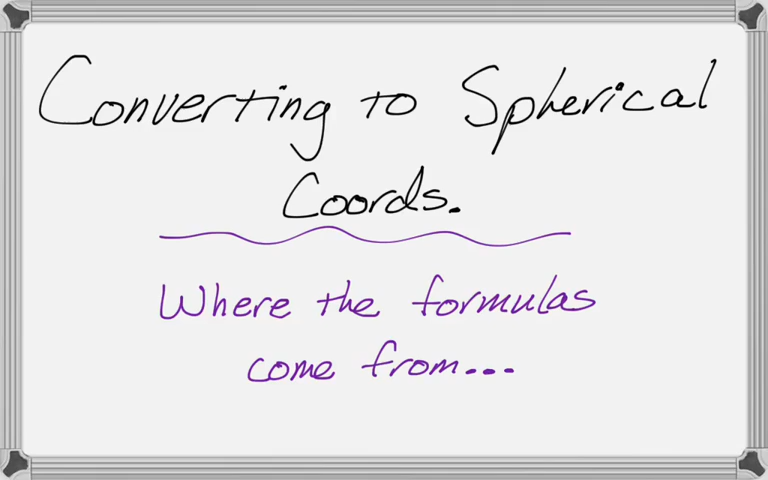 Converting to Spherical
Coords.
Where the formulas
come from...